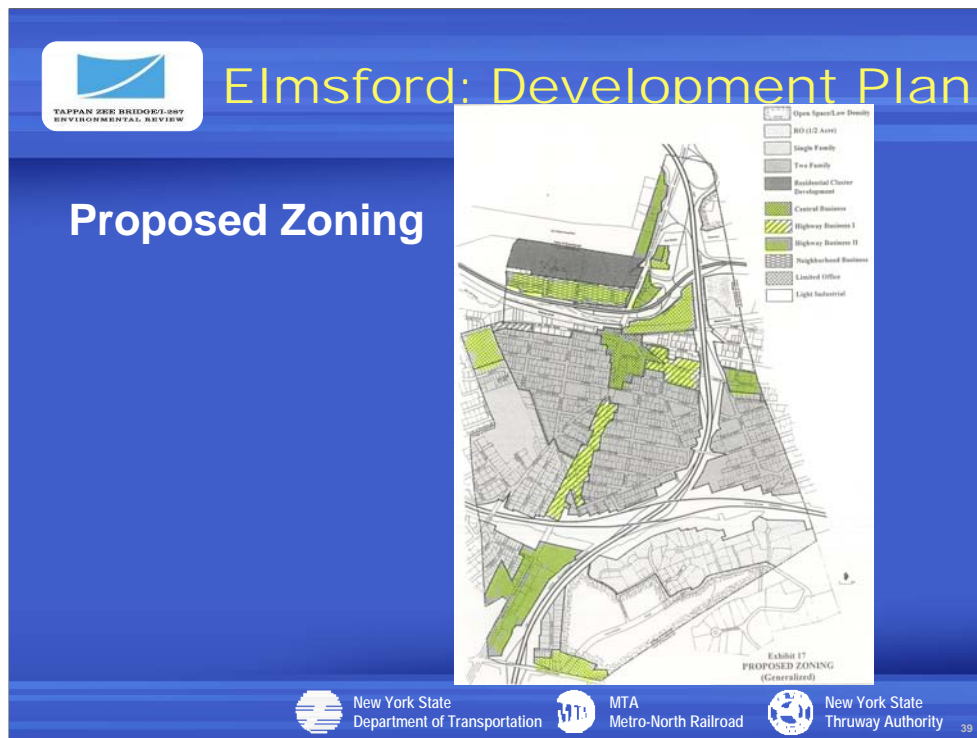 Elmsford: Development Plan
TAPPAN ZEE BRIDGE/I-287
ENVIRONMENTAL REVIEW
Proposed Zoning
Open Space/Low Density
RO (1/2 Acre)
Single Family
Two Family
Residential Cluster
Development
Central Business
Highway Business I
Highway Business II
Neighborhood Business
Limited Office
Light Industrial
Exhibit 17
PROPOSED ZONING
(Generalized)
New York State
Department of Transportation
MTA
Metro-North Railroad
New York State
Thruway Authority
39